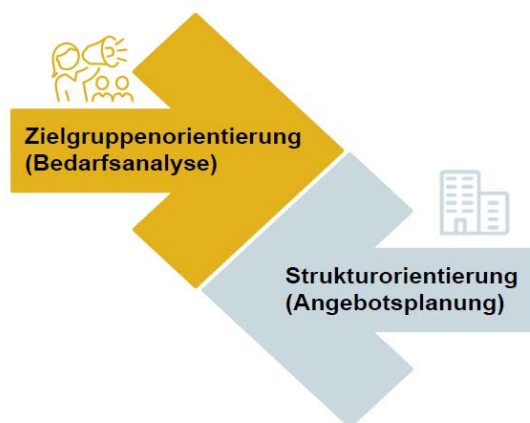 Zielgruppenorientierung
(Bedarfsanalyse)
Strukturorientierung
(Angebotsplanung)